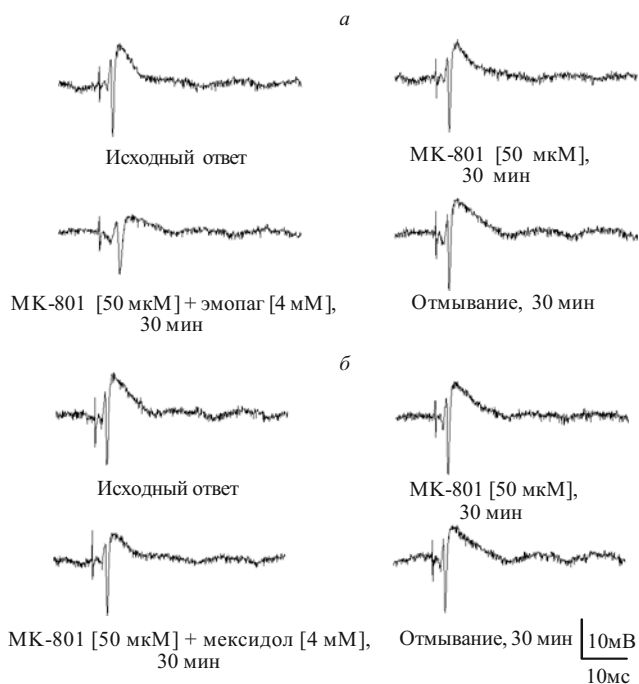 а
Исходный ответ
МК-801 [50 мкМ],
30 мин
МК-801 [50 мкМ] + эмопаг [4 мМ],
30 мин
Отмывание, 30 мин
б
Исходный ответ
МК-801 [50 мкМ],
30 мин
МК-801 [50 мкМ] + мексидол [4 мМ],
30 мин
Отмывание, 30 мин
10мВ
10мс